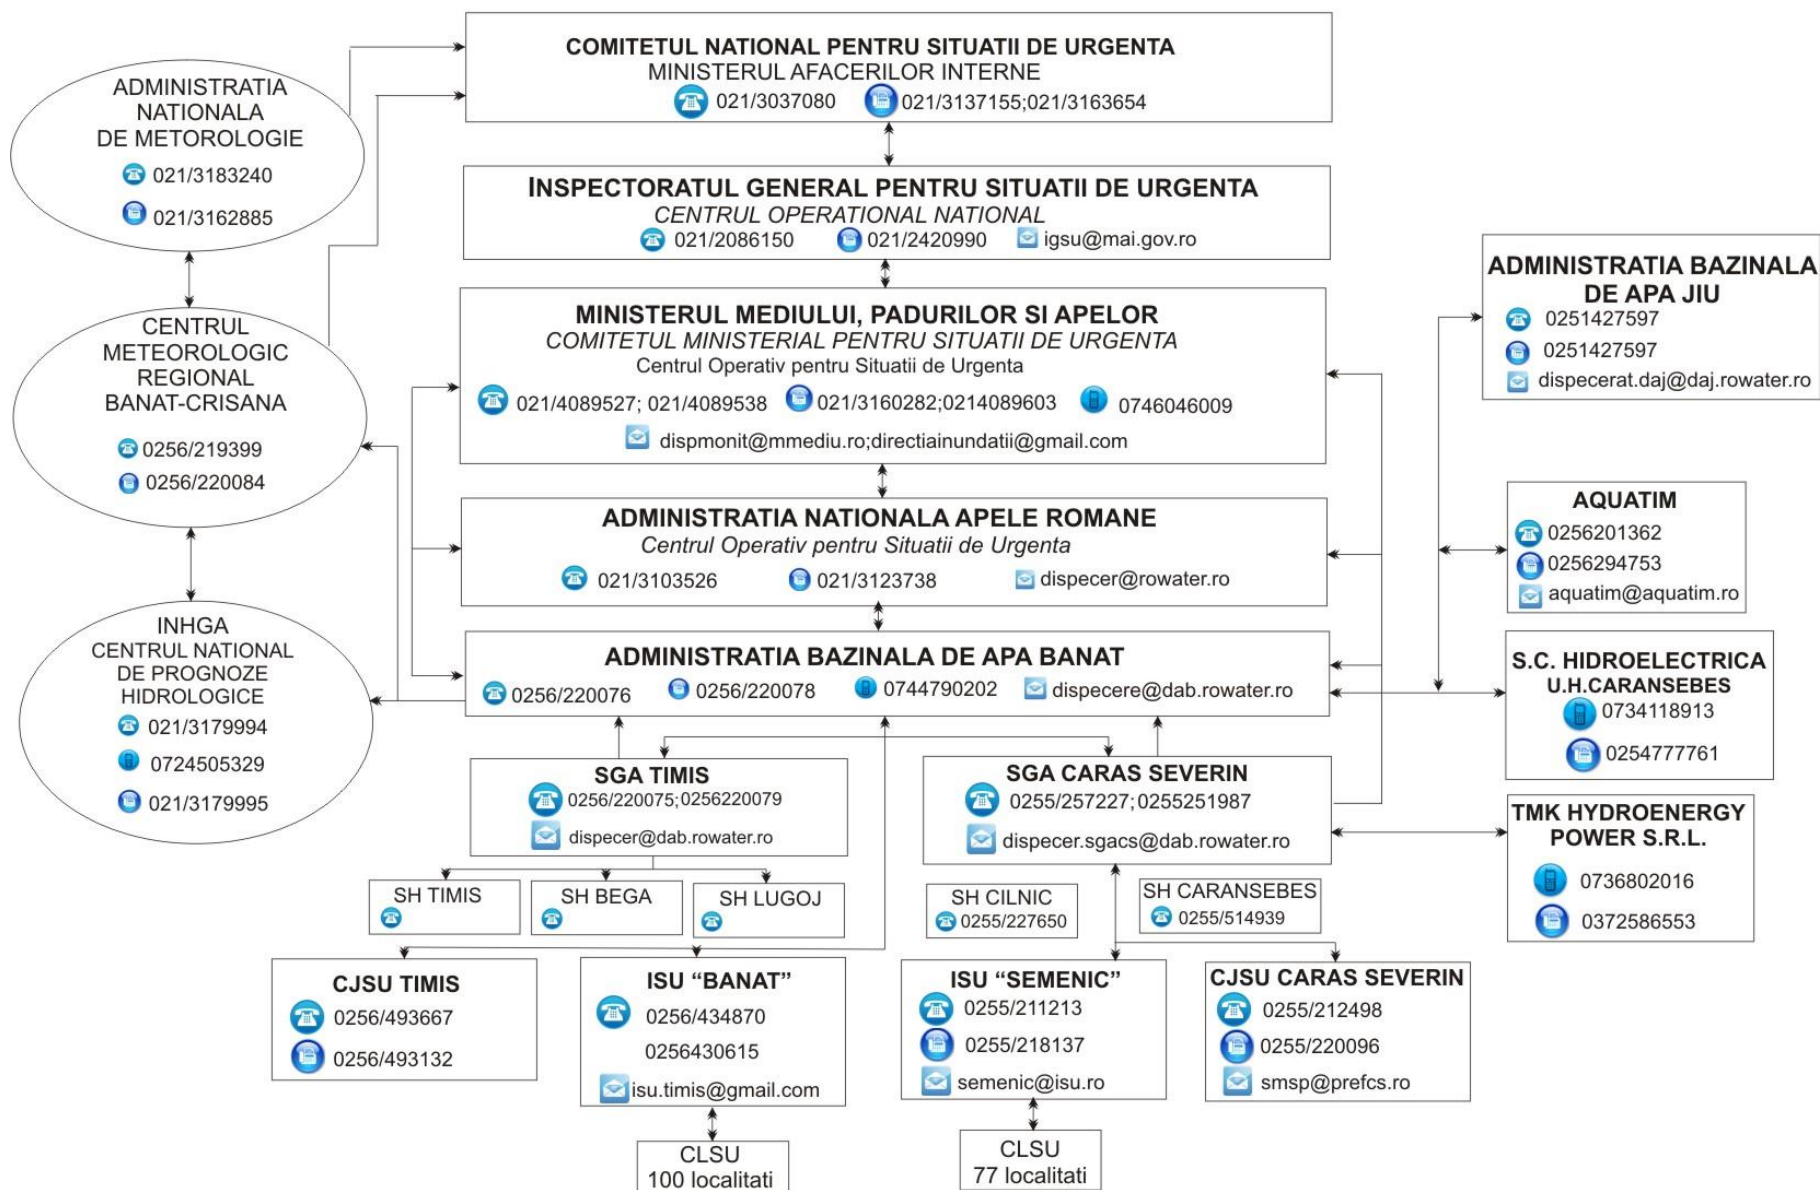 COMITETUL NATIONAL PENTRU SITUATII DE URGENTA
MINISTERUL AFACERILOR INTERNE
021/3037080 021/3137155;021/3163654
ADMINISTRATIA
NATIONALA
DE METOROLOGIE
021/3183240
021/3162885
INSPECTORATUL GENERAL PENTRU SITUATII DE URGENTA
CENTRUL OPERATIONAL NATIONAL
021/2086150 021/2420990 igsu@mai.gov.ro
ADMINISTRATIA BAZINALA
DE APA JIU
0251427597
0251427597
dispecerat.daj@daj.rowater.ro
MINISTERUL MEDIULUI, PADURILOR SI APELOR
COMITETUL MINISTERIAL PENTRU SITUATII DE URGENTA
Centrul Operativ pentru Situatii de Urgenta
021/4089527; 021/4089538 021/3160282;0214089603 0746046009
dispmonit@mmediu.ro;directiainundatii@gmail.com
CENTRUL
METEOROLOGIC
REGIONAL
BANAT-CRISANA
0256/219399
0256/220084
ADMINISTRATIA NATIONALA APELE ROMANE
Centrul Operativ pentru Situatii de Urgenta
021/3103526 021/3123738 dispecer@rowater.ro
AQUATIM
0256201362
0256294753
aquatim@aquatim.ro
INHGA
CENTRUL NATIONAL
DE PROGNOZE
HIDROLOGICE
021/3179994
0724505329
021/3179995
ADMINISTRATIA BAZINALA DE APA BANAT
0256/220076 0256/220078 0744790202 dispecere@dab.rowater.ro
S.C. HIDROELECTRICA
U.H.CARANSEBES
0734118913
0254777761
SGA TIMIS
0256/220075;0256220079
dispecer@dab.rowater.ro
SGA CARAS SEVERIN
0255/257227;0255251987
dispecer.sgacs@dab.rowater.ro
TMK HYDROENERGY
POWER S.R.L.
0736802016
0372586553
SH TIMIS
SH BEGA
SH LUGOJ
SH CILNIC
0255/227650
SH CARANSEBES
0255/514939
CJSU TIMIS
0256/493667
0256/493132
ISU “BANAT”
0256/434870
0256430615
isu.timis@gmail.com
ISU “SEMENIC”
0255/211213
0255/218137
semenic@isu.ro
CJSU CARAS SEVERIN
0255/212498
0255/220096
smsp@prefcs.ro
CLSU
100 localitati
CLSU
77 localitati